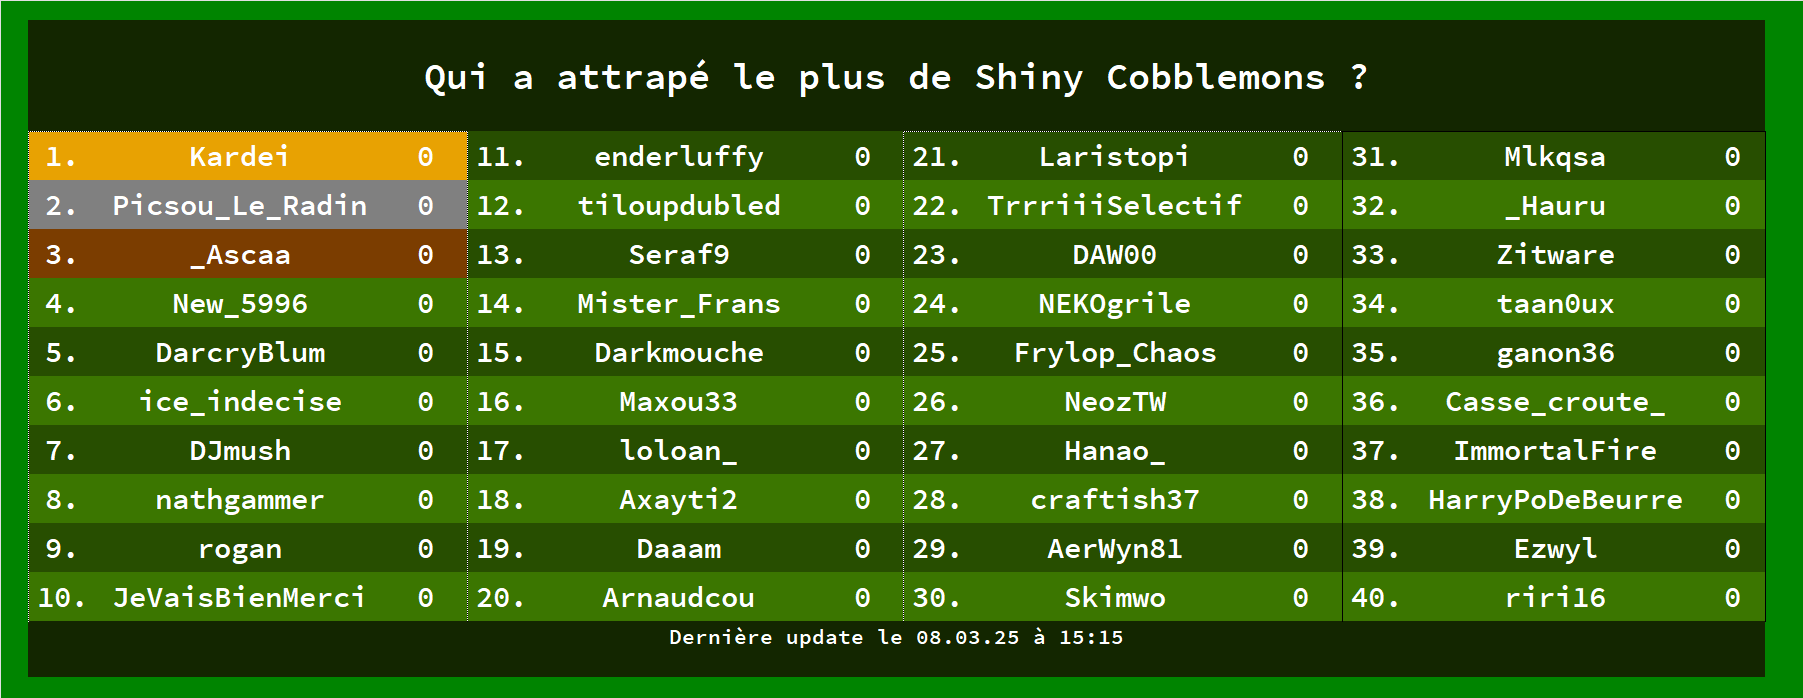 Qui a attrapé le plus de Shiny Cobblemons ?
1. Kardei 0 11. enderluffy 0 21. Laristopi 0 31. Mlkqsa 0
2. Picsou_Le_Radin 0 12. tiloupdubled 0 22. TrrriiiSelectif 0 32. _Hauru 0
3. _Ascaa 0 13. Seraf9 0 23. DAW00 0 33. Zitware 0
4. New_5996 0 14. Mister_Frans 0 24. NEKOgrile 0 34. taan0ux 0
5. DarcryBlum 0 15. Darkmouche 0 25. Frylop_Chaos 0 35. ganon36 0
6. ice_indecise 0 16. Maxou33 0 26. NeozTW 0 36. Casse_croute_ 0
7. DJmush 0 17. loloan_ 0 27. Hanao_ 0 37. ImmortalFire 0
8. nathgammer 0 18. Axayti2 0 28. craftish37 0 38. HarryPoDeBeurre 0
9. rogan 0 19. Daaam 0 29. AerWyn81 0 39. Ezwyl 0
10. JeVaisBienMerci 0 20. Arnaudcou 0 30. Skimwo 0 40. riri16 0
Dernière update le 08.03.25 à 15:15